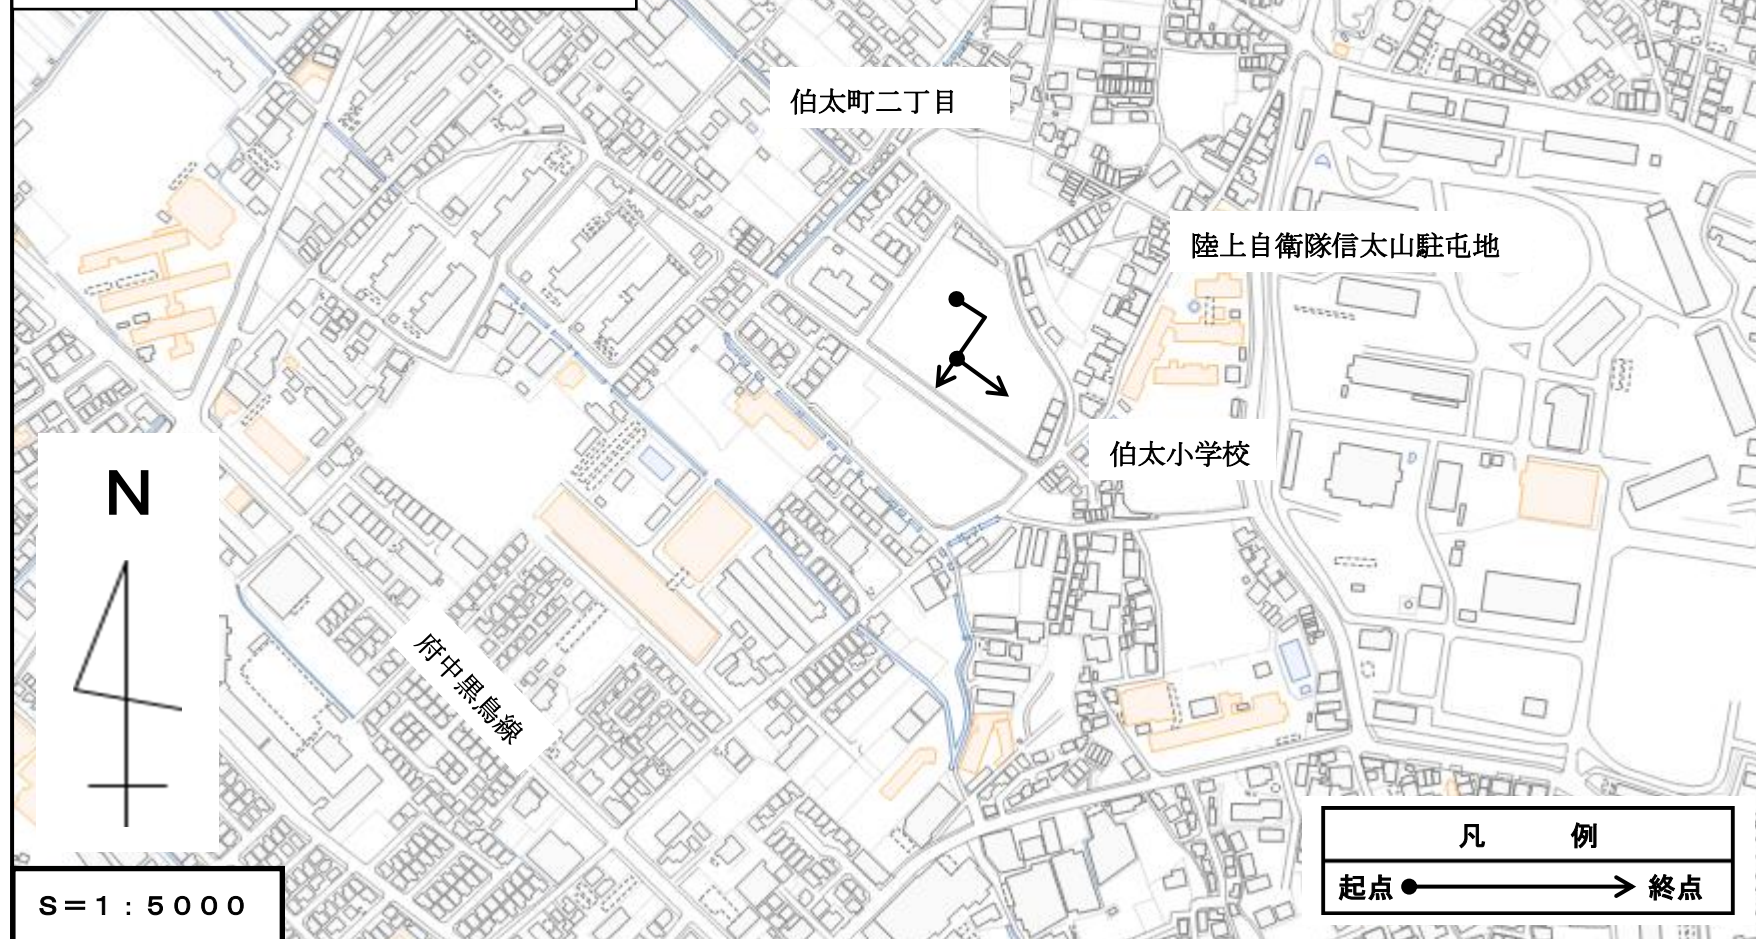 伯太町二丁目
陸上自衛隊信太山駐屯地
伯太小学校
N
府中黒鳥線
凡 例
起点 終点
S=1:5000